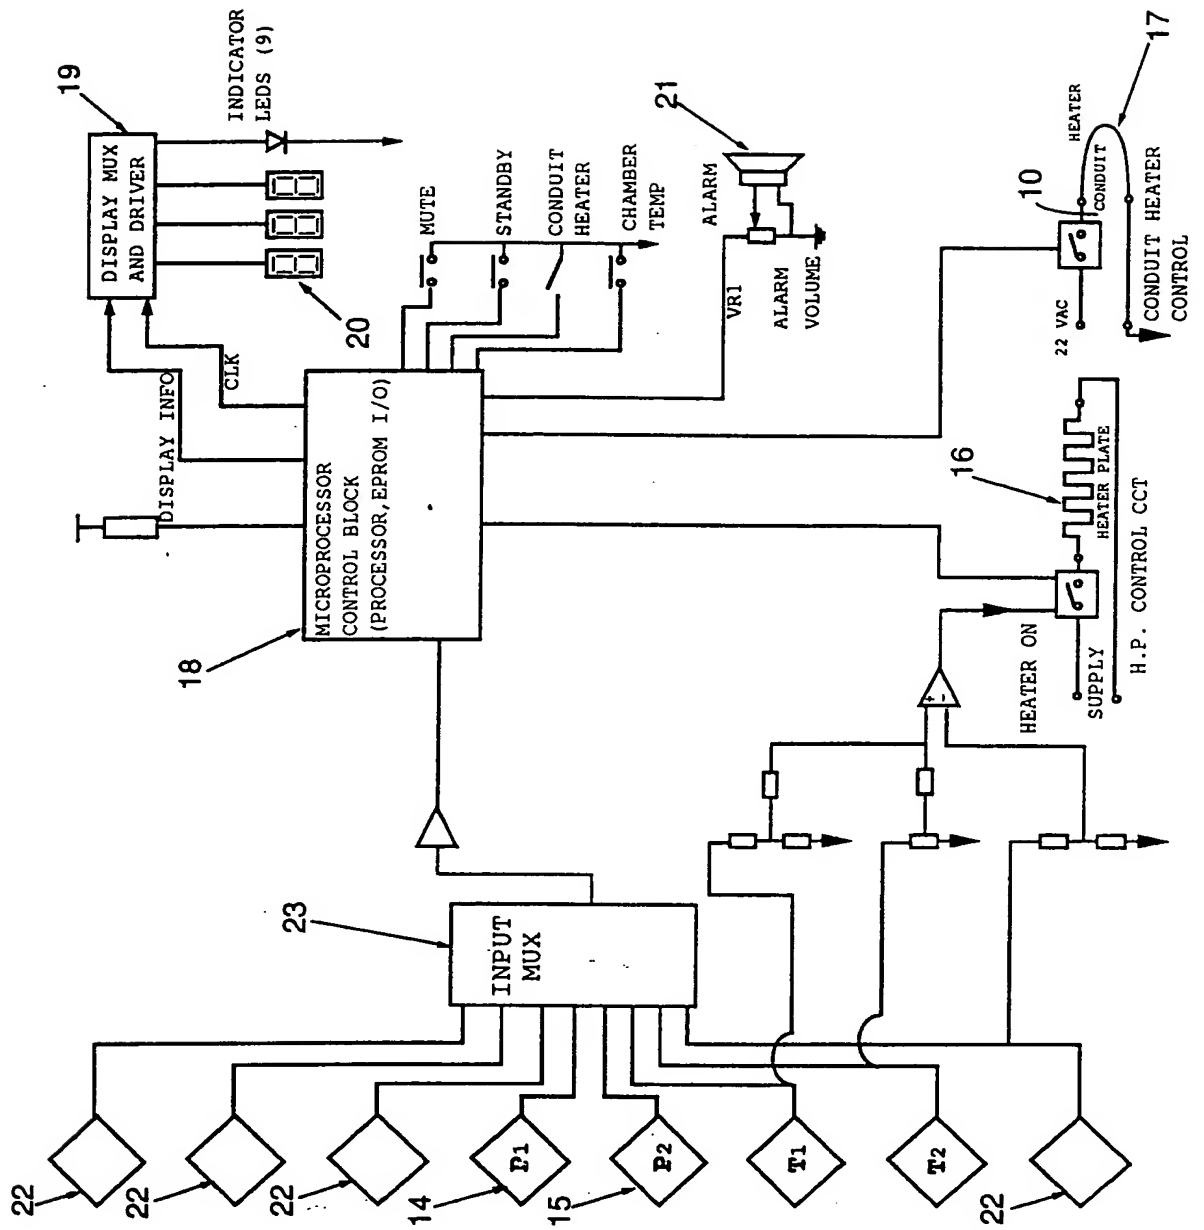 19
DISPLAY MUX
AND DRIVER
INDICATOR
LEDS (9)
20
DISPLAY INFO
CLK
MUTE
STANDBY
CONDUIT
HEATER
CHAMBER
TEMP
21
ALARM
VR1
ALARM
VOLUME
18
MICROPROCESSOR
CONTROL BLOCK
(PROCESSOR,EPROM I/O)
17
HEATER
10
CONDUIT
22 VAC
CONDUIT HEATER
CONTROL
16
HEATER PLATE
H.P. CONTROL CCT
HEATER ON
SUPPLY
+
-
23
INPUT
MUX
22
22
22
14
P1
15
P2
T1
T2
22